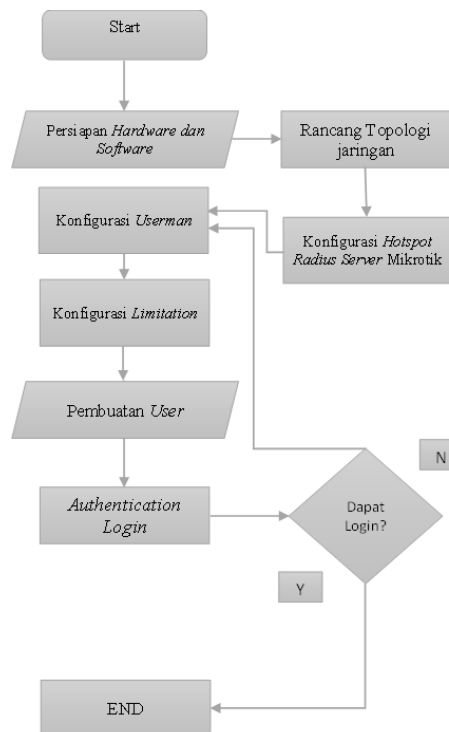 Start
Persiapan Hardware dan
Software
Rancang Topologi
jaringan
Konfigurasi Hotspot
Radius Server Mikrotik
Konfigurasi Userman
Konfigurasi Limitation
Pembuatan User
Authentication
Login
Dapat
Login?
N
Y
END